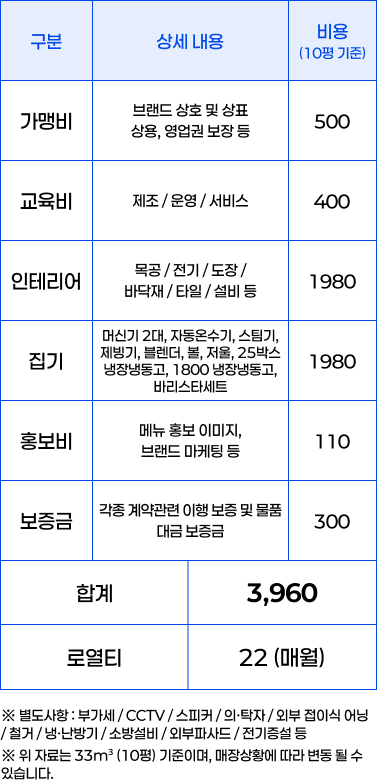 구분
상세 내용
비용
(10평 기준)
가맹비
브랜드 상호 및 상표
상용, 영업권 보장 등
500
교육비
제조 / 운영 / 서비스
400
인테리어
목공 / 전기 / 도장 /
바닥재 / 타일 / 설비 등
1980
집기
머신기 2대, 자동온수기, 스팀기,
제빙기, 블렌더, 볼, 저울, 25박스
냉장냉동고, 1800 냉장냉동고,
바리스타세트
1980
홍보비
메뉴 홍보 이미지,
브랜드 마케팅 등
110
보증금
각종 계약관련 이행 보증 및 물품
대금 보증금
300
합계
3,960
로열티
22 (매월)
※ 별도사항 : 부가세 / CCTV / 스피커 / 의·탁자 / 외부 접이식 어닝
/ 철거 / 냉·난방기 / 소방설비 / 외부파사드 / 전기증설 등
※ 위 자료는 33m³ (10평) 기준이며, 매장상황에 따라 변동 될 수
있습니다.